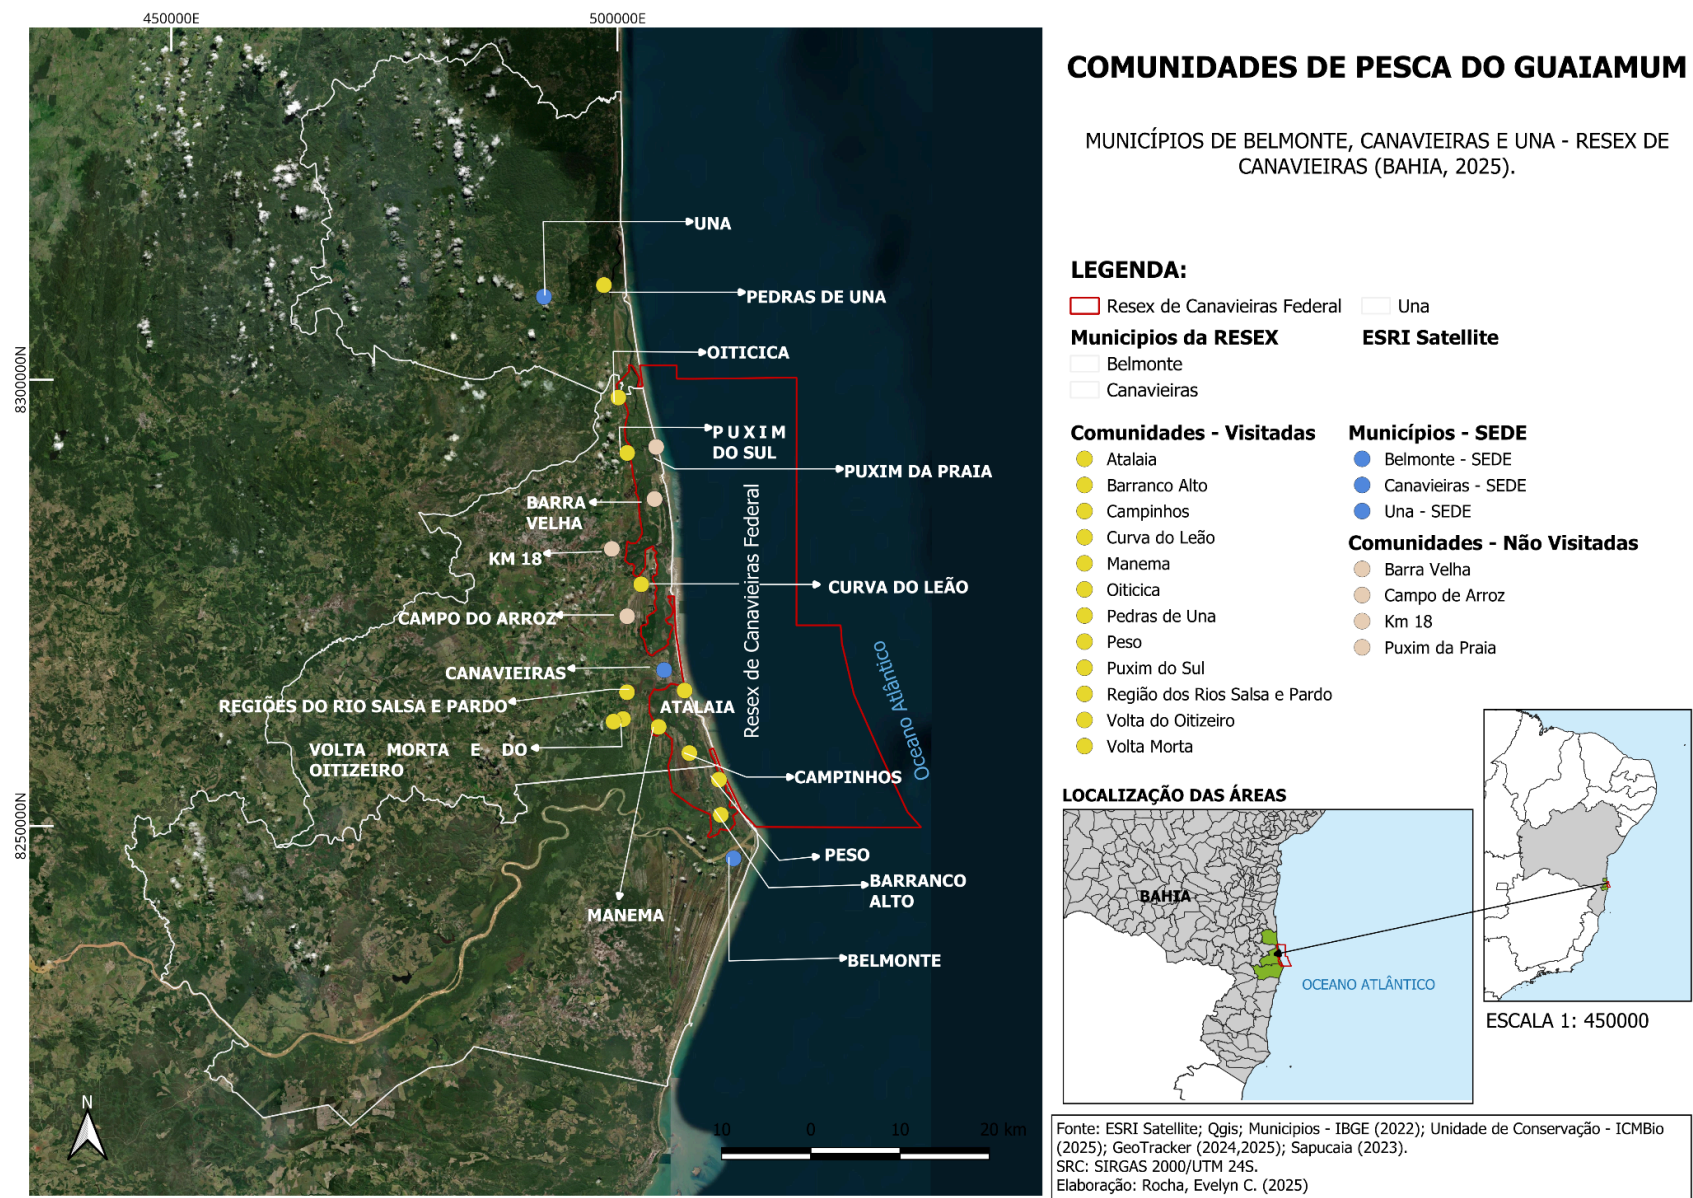 450000E
500000E
8300000N
8250000N
UNA
PEDRAS DE UNA
OITICICA
PUXIM
DO SUL
PUXIM DA PRAIA
BARRA
VELHA
KM 18
CURVA DO LEÃO
CAMPO DO ARROZ
CANAVIEIRAS
REGIÕES DO RIO SALSA E PARDO
ATALAIA
VOLTA MORTA E DO
OITIZEIRO
CAMPINHOS
PESO
BARRANCO
ALTO
MANEMA
BELMONTE
Resex de Canavieiras Federal
Oceano Atlântico
N
10 0 10 20 km
COMUNIDADES DE PESCA DO GUAIAMUM
MUNICÍPIOS DE BELMONTE, CANAVIEIRAS E UNA - RESEX DE
CANAVIEIRAS (BAHIA, 2025).
LEGENDA:
Resex de Canavieiras Federal
Municipios da RESEX
Belmonte
Canavieiras
Una
ESRI Satellite
Comunidades - Visitadas
Atalaia
Barranco Alto
Campinhos
Curva do Leão
Manema
Oiticica
Pedras de Una
Peso
Puxim do Sul
Região dos Rios Salsa e Pardo
Volta do Oitizeiro
Volta Morta
Municípios - SEDE
Belmonte - SEDE
Canavieiras - SEDE
Una - SEDE
Comunidades - Não Visitadas
Barra Velha
Campo de Arroz
Km 18
Puxim da Praia
LOCALIZAÇÃO DAS ÁREAS
BAHIA
OCEANO ATLÂNTICO
ESCALA 1: 450000
Fonte: ESRI Satellite; Qgis; Municipios - IBGE (2022); Unidade de Conservação - ICMBio
(2025); GeoTracker (2024,2025); Sapucaia (2023).
SRC: SIRGAS 2000/UTM 24S.
Elaboração: Rocha, Evelyn C. (2025)